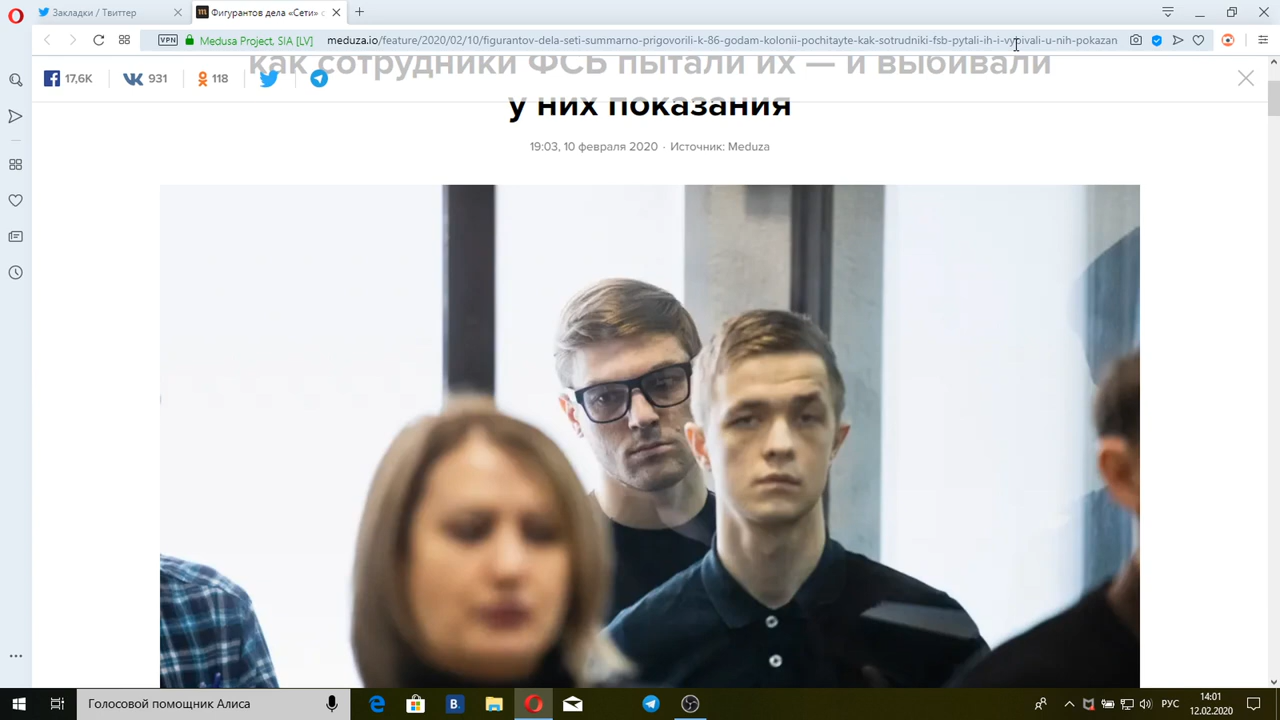 Закладки / Твиттер
Фигурантов дела «Сети» с
VPN
Medusa Project, SIA [LV]
meduza.io/feature/2020/02/10/figurantov-dela-seti-summarno-prigovorili-k-86-godam-kolonii-pochitayte-kak-sotrudniki-fsb-pytali-ih-i-vybivali-u-nih-pokazan
17,6K
931
118
как сотрудники ФСБ пытали их — и выбивали
у них показания
19:03, 10 февраля 2020 · Источник: Meduza
Голосовой помощник Алиса
РУС
14:01
12.02.2020